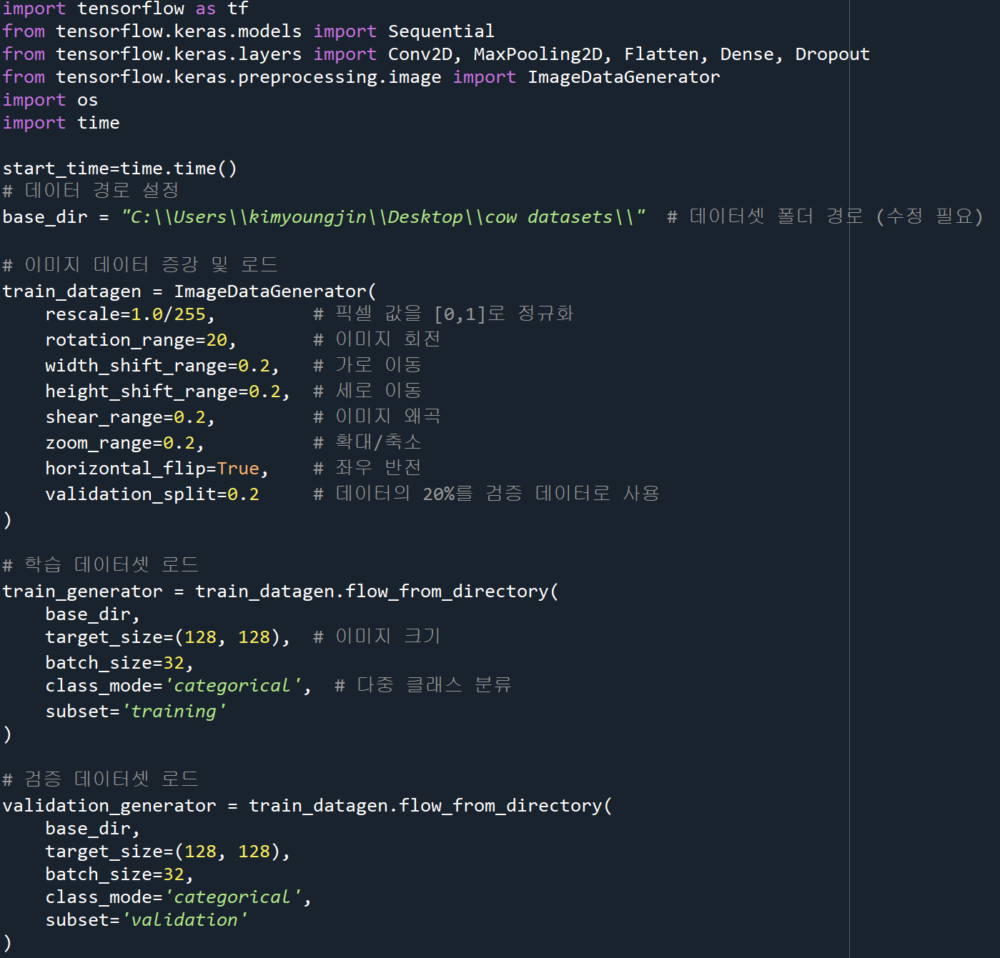 import tensorflow as tf
from tensorflow.keras.models import Sequential
from tensorflow.keras.layers import Conv2D, MaxPooling2D, Flatten, Dense, Dropout
from tensorflow.keras.preprocessing.image import ImageDataGenerator
import os
import time
start_time=time.time()
# 데이터 경로 설정
base_dir = "C:\\Users\\kimyoungjin\\Desktop\\cow datasets\\"  # 데이터셋 폴더 경로 (수정 필요)
# 이미지 데이터 증강 및 로드
train_datagen = ImageDataGenerator(
    rescale=1.0/255,         # 픽셀 값을 [0,1]로 정규화
    rotation_range=20,       # 이미지 회전
    width_shift_range=0.2,   # 가로 이동
    height_shift_range=0.2,  # 세로 이동
    shear_range=0.2,         # 이미지 왜곡
    zoom_range=0.2,          # 확대/축소
    horizontal_flip=True,    # 좌우 반전
    validation_split=0.2     # 데이터의 20%를 검증 데이터로 사용
)
# 학습 데이터셋 로드
train_generator = train_datagen.flow_from_directory(
    base_dir,
    target_size=(128, 128),  # 이미지 크기
    batch_size=32,
    class_mode='categorical',  # 다중 클래스 분류
    subset='training'
)
# 검증 데이터셋 로드
validation_generator = train_datagen.flow_from_directory(
    base_dir,
    target_size=(128, 128),
    batch_size=32,
    class_mode='categorical',
    subset='validation'
)